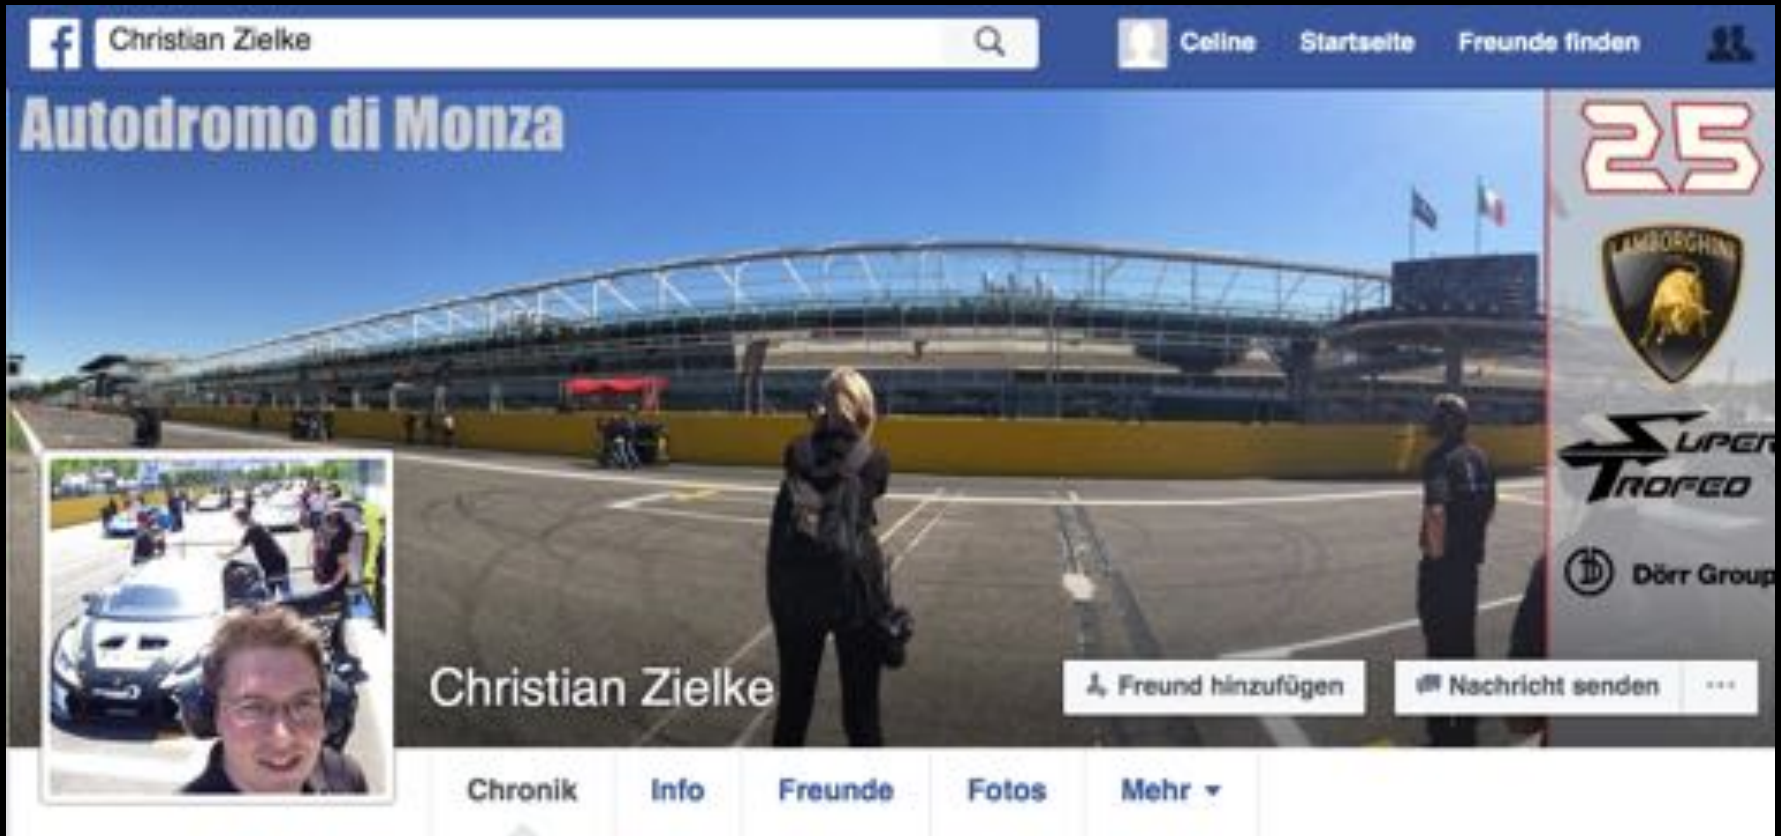 Christian Zielke
Celine
Startseite
Freunde finden
Autodromo di Monza
25
LAMBORGHINI
SUPER
TROFEO
Dörr Group
Christian Zielke
Freund hinzufügen
Nachricht senden
...
Chronik
Info
Freunde
Fotos
Mehr